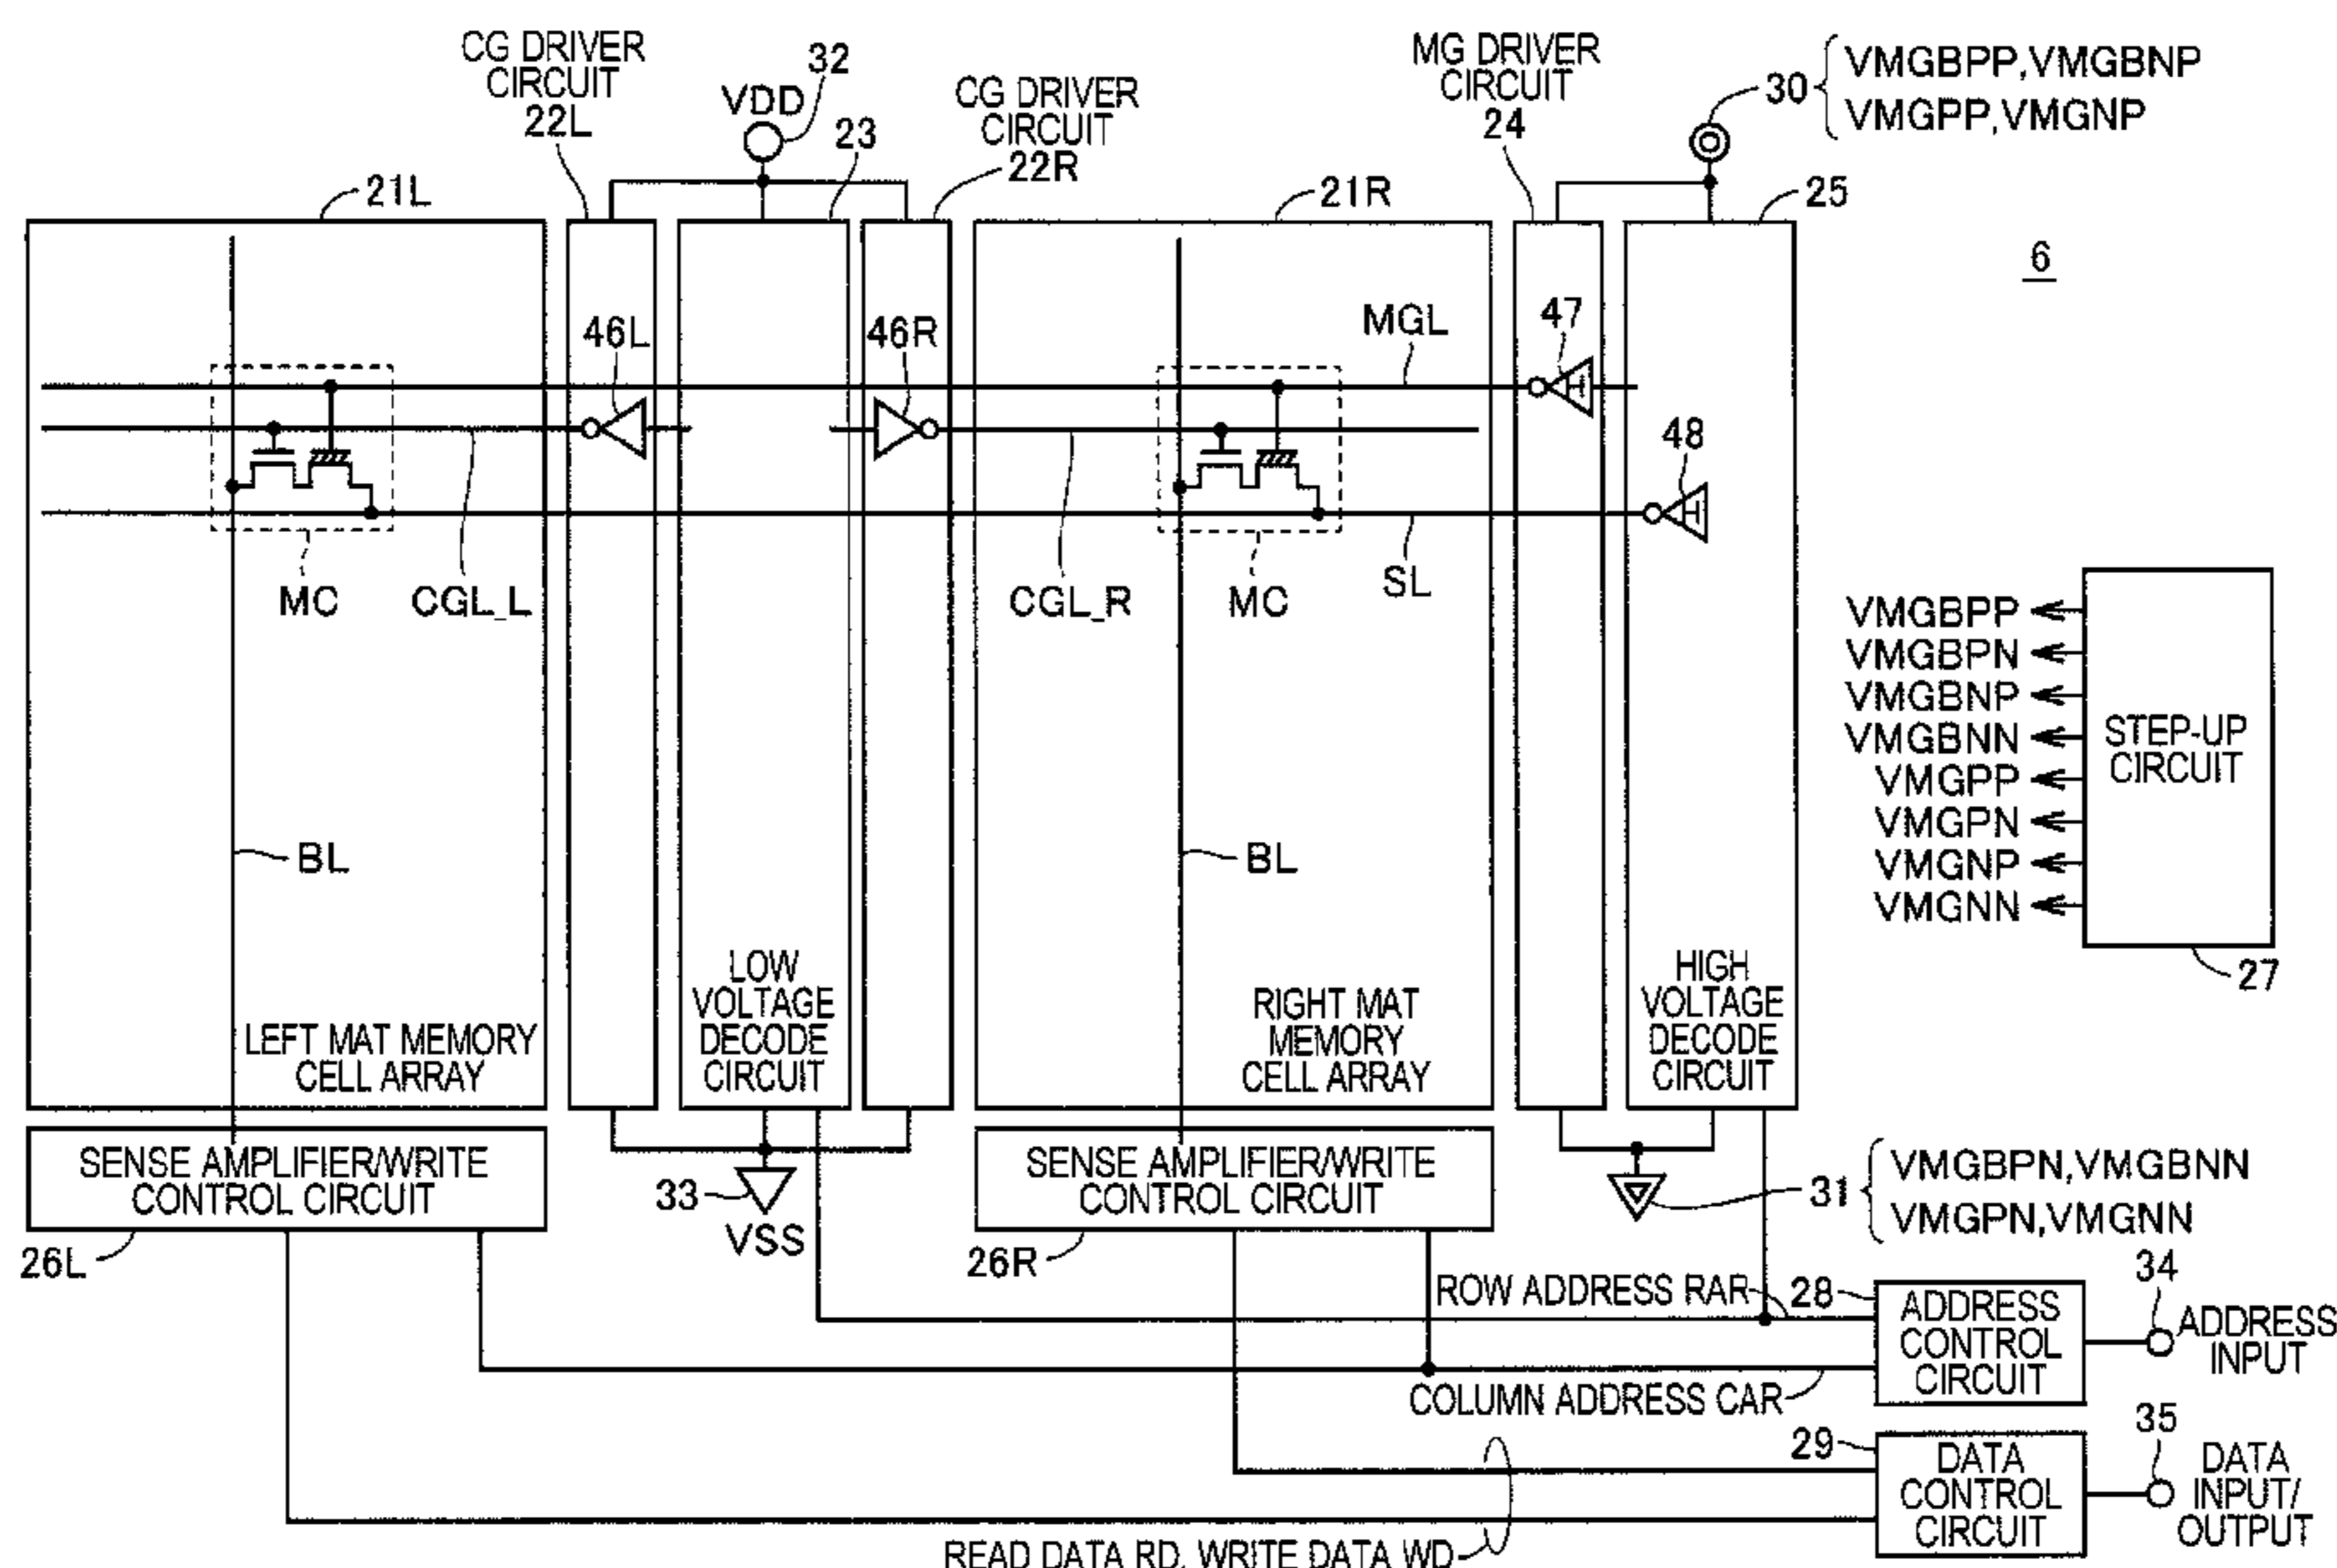 CG DRIVER
CIRCUIT
22L
VDD
32
23
CG DRIVER
CIRCUIT
22R
MG DRIVER
CIRCUIT
24
30
VMGBPP,VMGBNP
VMGPP,VMGNP
21L
21R
25
6
46L
46R
MGL
47
48
MC
CGL_L
CGL_R
MC
SL
VMGBPP
VMGBPN
VMGBNP
VMGBNN
VMGPP
VMGPN
VMGNP
VMGNN
STEP-UP
CIRCUIT
27
BL
BL
LEFT MAT MEMORY
CELL ARRAY
LOW
VOLTAGE
DECODE
CIRCUIT
RIGHT MAT
MEMORY
CELL ARRAY
HIGH
VOLTAGE
DECODE
CIRCUIT
SENSE AMPLIFIER/WRITE
CONTROL CIRCUIT
26L
33
VSS
SENSE AMPLIFIER/WRITE
CONTROL CIRCUIT
26R
31
VMGBPN,VMGBNN
VMGPN,VMGNN
ROW ADDRESS RAR
28
ADDRESS
CONTROL
CIRCUIT
34
ADDRESS
INPUT
COLUMN ADDRESS CAR
29
DATA
CONTROL
CIRCUIT
35
DATA
INPUT/
OUTPUT
READ DATA RD, WRITE DATA WD